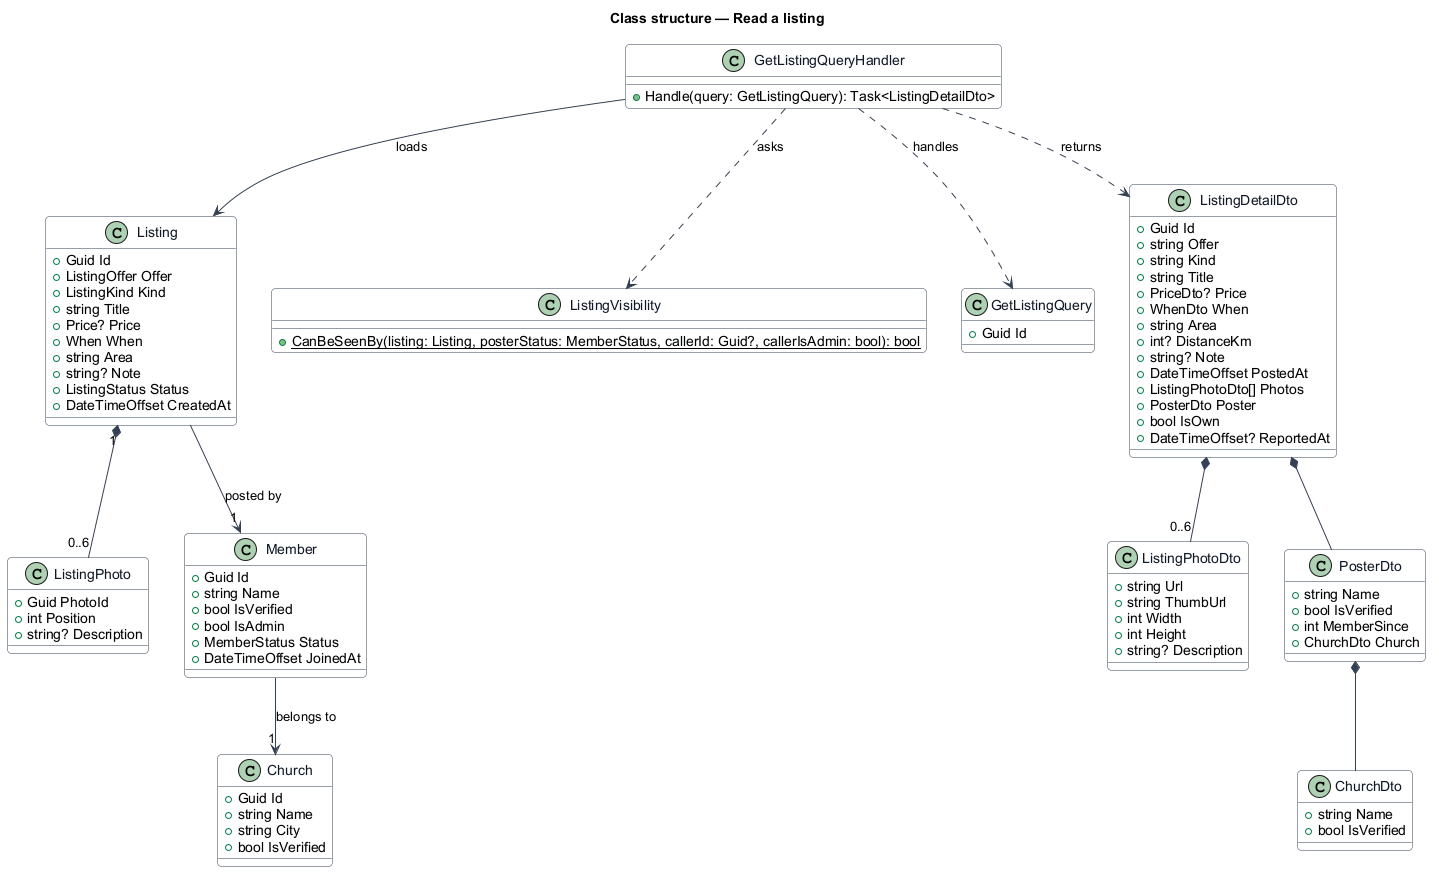 Class structure — Read a listing
C GetListingQueryHandler
Handle(query: GetListingQuery): Task<ListingDetailDto>
loads
asks
handles
returns
C Listing
Guid Id
ListingOffer Offer
ListingKind Kind
string Title
Price? Price
When When
string Area
string? Note
ListingStatus Status
DateTimeOffset CreatedAt
C ListingVisibility
CanBeSeenBy(listing: Listing, posterStatus: MemberStatus, callerId: Guid?, callerIsAdmin: bool): bool
C GetListingQuery
Guid Id
C ListingDetailDto
Guid Id
string Offer
string Kind
string Title
PriceDto? Price
WhenDto When
string Area
int? DistanceKm
string? Note
DateTimeOffset PostedAt
ListingPhotoDto[] Photos
PosterDto Poster
bool IsOwn
DateTimeOffset? ReportedAt
1
0..6
posted by
1
0..6
C ListingPhoto
Guid PhotoId
int Position
string? Description
C Member
Guid Id
string Name
bool IsVerified
bool IsAdmin
MemberStatus Status
DateTimeOffset JoinedAt
C ListingPhotoDto
string Url
string ThumbUrl
int Width
int Height
string? Description
C PosterDto
string Name
bool IsVerified
int MemberSince
ChurchDto Church
belongs to
1
C Church
Guid Id
string Name
string City
bool IsVerified
C ChurchDto
string Name
bool IsVerified